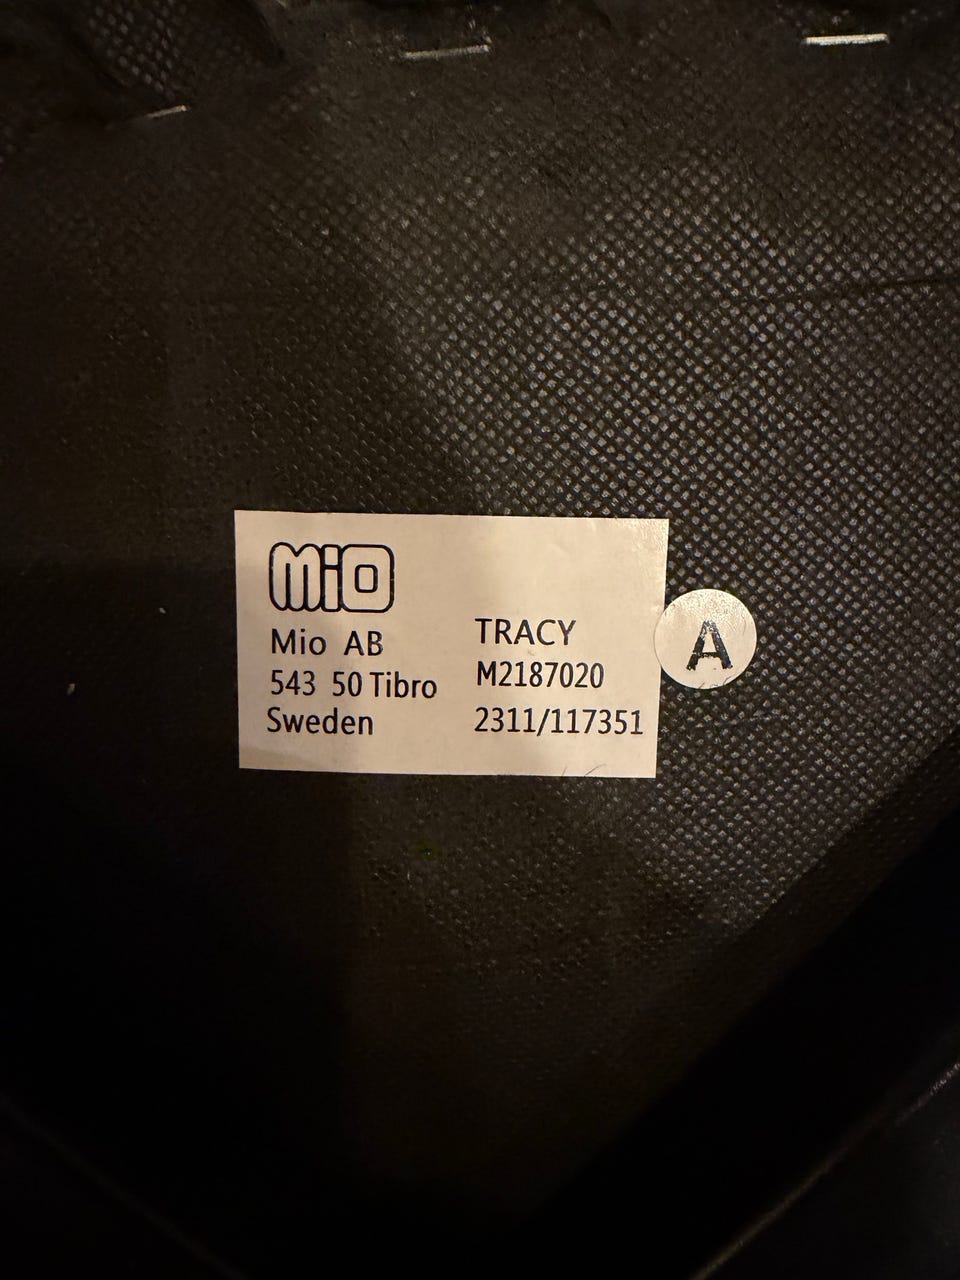 MiO
Mio AB
543 50 Tibro
Sweden
TRACY
M2187020
2311/117351
A